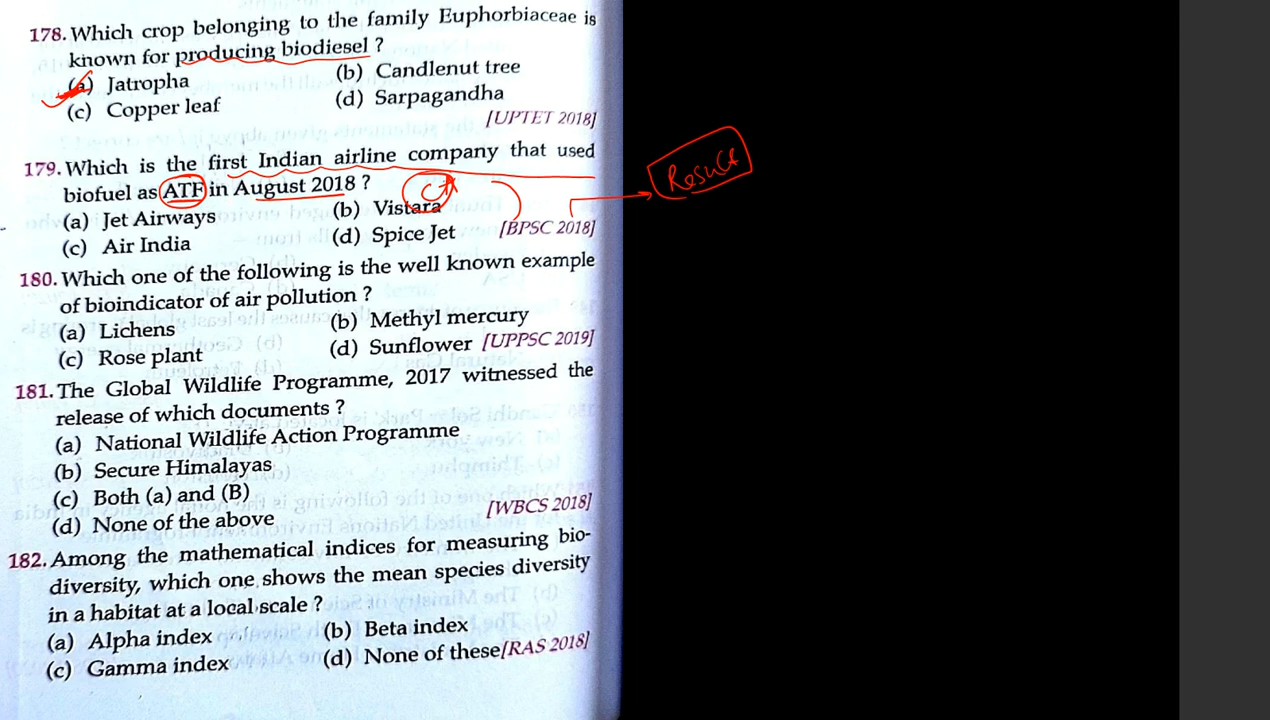 178. Which crop belonging to the family Euphorbiaceae is
known for producing biodiesel ?
(a) Jatropha (b) Candlenut tree
(c) Copper leaf (d) Sarpagandha
[UPTET 2018]
179. Which is the first Indian airline company that used
biofuel as ATF in August 2018 ?
(a) Jet Airways (b) Vistara
(c) Air India (d) Spice Jet [BPSC 2018]
Result
180. Which one of the following is the well known example
of bioindicator of air pollution ?
(a) Lichens (b) Methyl mercury
(c) Rose plant (d) Sunflower [UPPSC 2019]
181. The Global Wildlife Programme, 2017 witnessed the
release of which documents ?
(a) National Wildlife Action Programme
(b) Secure Himalayas
(c) Both (a) and (B)
(d) None of the above [WBCS 2018]
182. Among the mathematical indices for measuring bio-
diversity, which one shows the mean species diversity
in a habitat at a local scale ?
(a) Alpha index (b) Beta index
(c) Gamma index (d) None of these [RAS 2018]